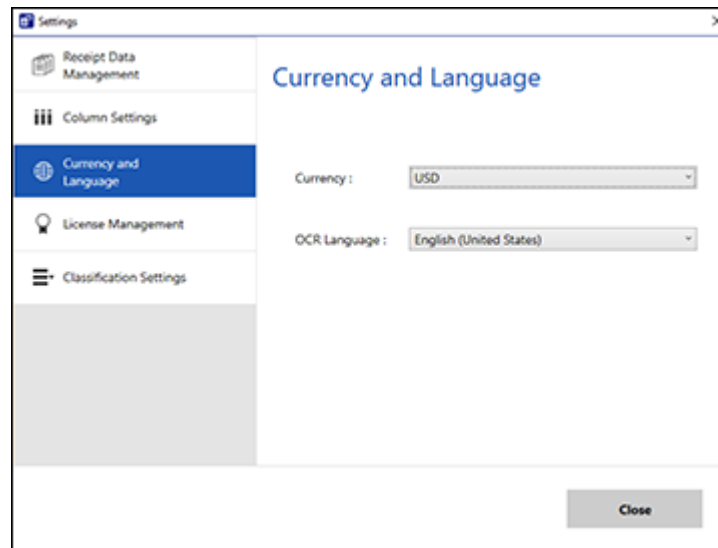 Settings
Receipt Data
Management
Column Settings
Currency and
Language
License Management
Classification Settings
Currency and Language
Currency :
USD
OCR Language :
English (United States)
Close